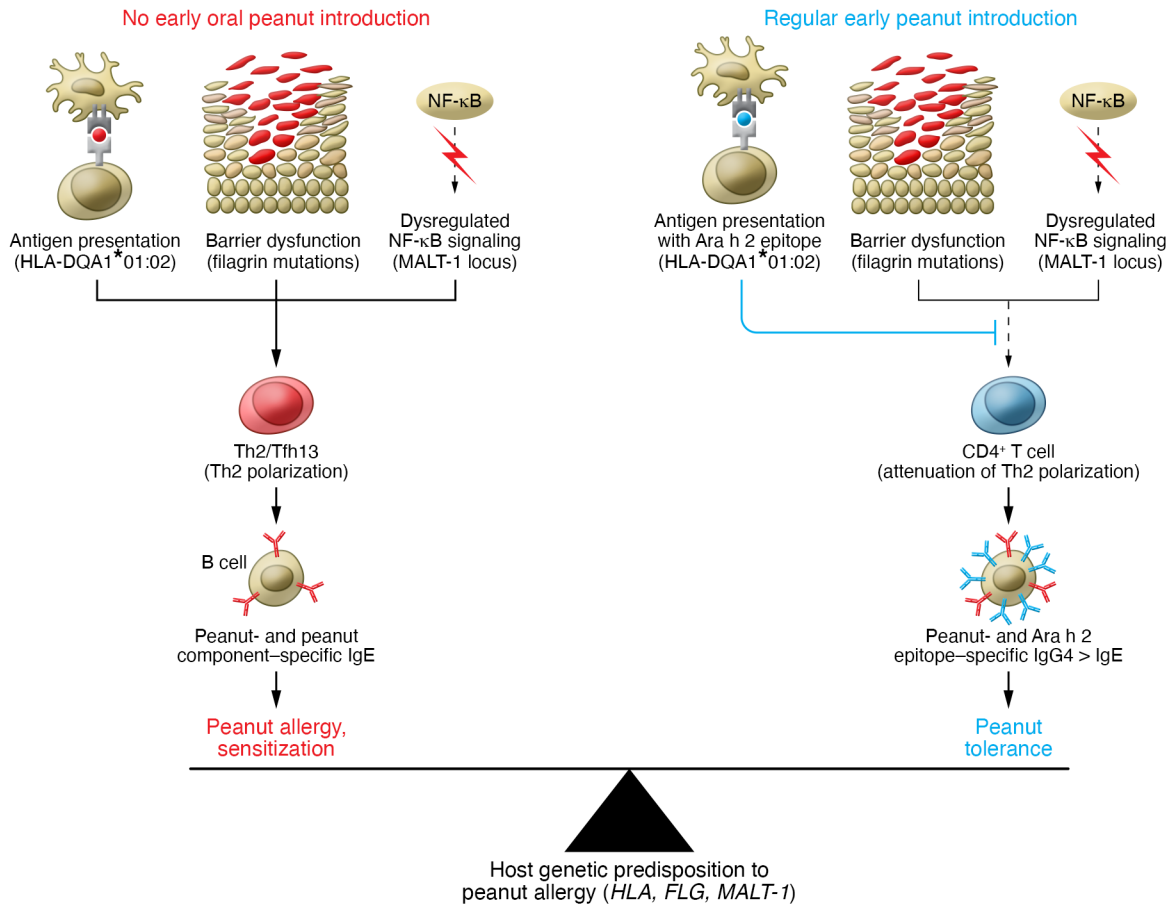 No early oral peanut introduction
NF-κB
Antigen presentation
(HLA-DQA1*01:02)
Barrier dysfunction
(filagrin mutations)
Dysregulated
NF-κB signaling
(MALT-1 locus)
Th2/Tfh13
(Th2 polarization)
B cell
Peanut- and peanut
component–specific IgE
Peanut allergy,
sensitization
Regular early peanut introduction
NF-κB
Antigen presentation
with Ara h 2 epitope
(HLA-DQA1*01:02)
Barrier dysfunction
(filagrin mutations)
Dysregulated
NF-κB signaling
(MALT-1 locus)
CD4⁺ T cell
(attenuation of Th2 polarization)
Peanut- and Ara h 2
epitope–specific IgG4 > IgE
Peanut
tolerance
Host genetic predisposition to
peanut allergy (HLA, FLG, MALT-1)